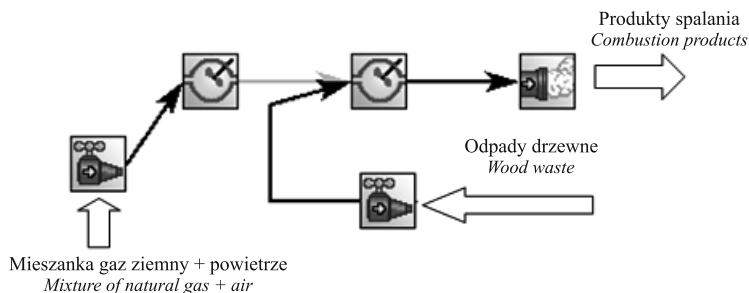 Produkty spalania
Combustion products
Odpady drzewne
Wood waste
Mieszanka gaz ziemny + powietrze
Mixture of natural gas + air